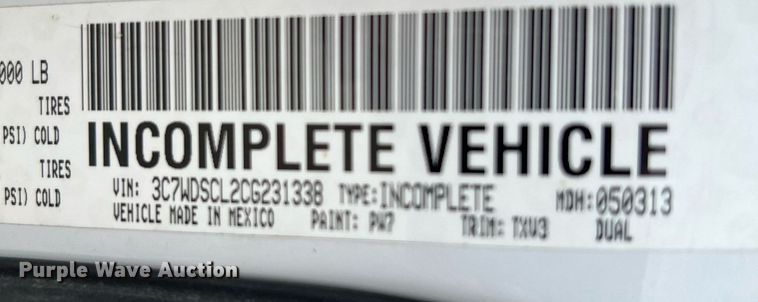 000 LB
TIRES
PSI) COLD
TIRES
PSI) COLD
INCOMPLETE VEHICLE
VIN: 3C7WDSCL2CG231338 TYPE:INCOMPLETE MDH:050313
VEHICLE MADE IN MEXICO PAINT: PW7 TRIM: TXV3 DUAL
Purple Wave Auction